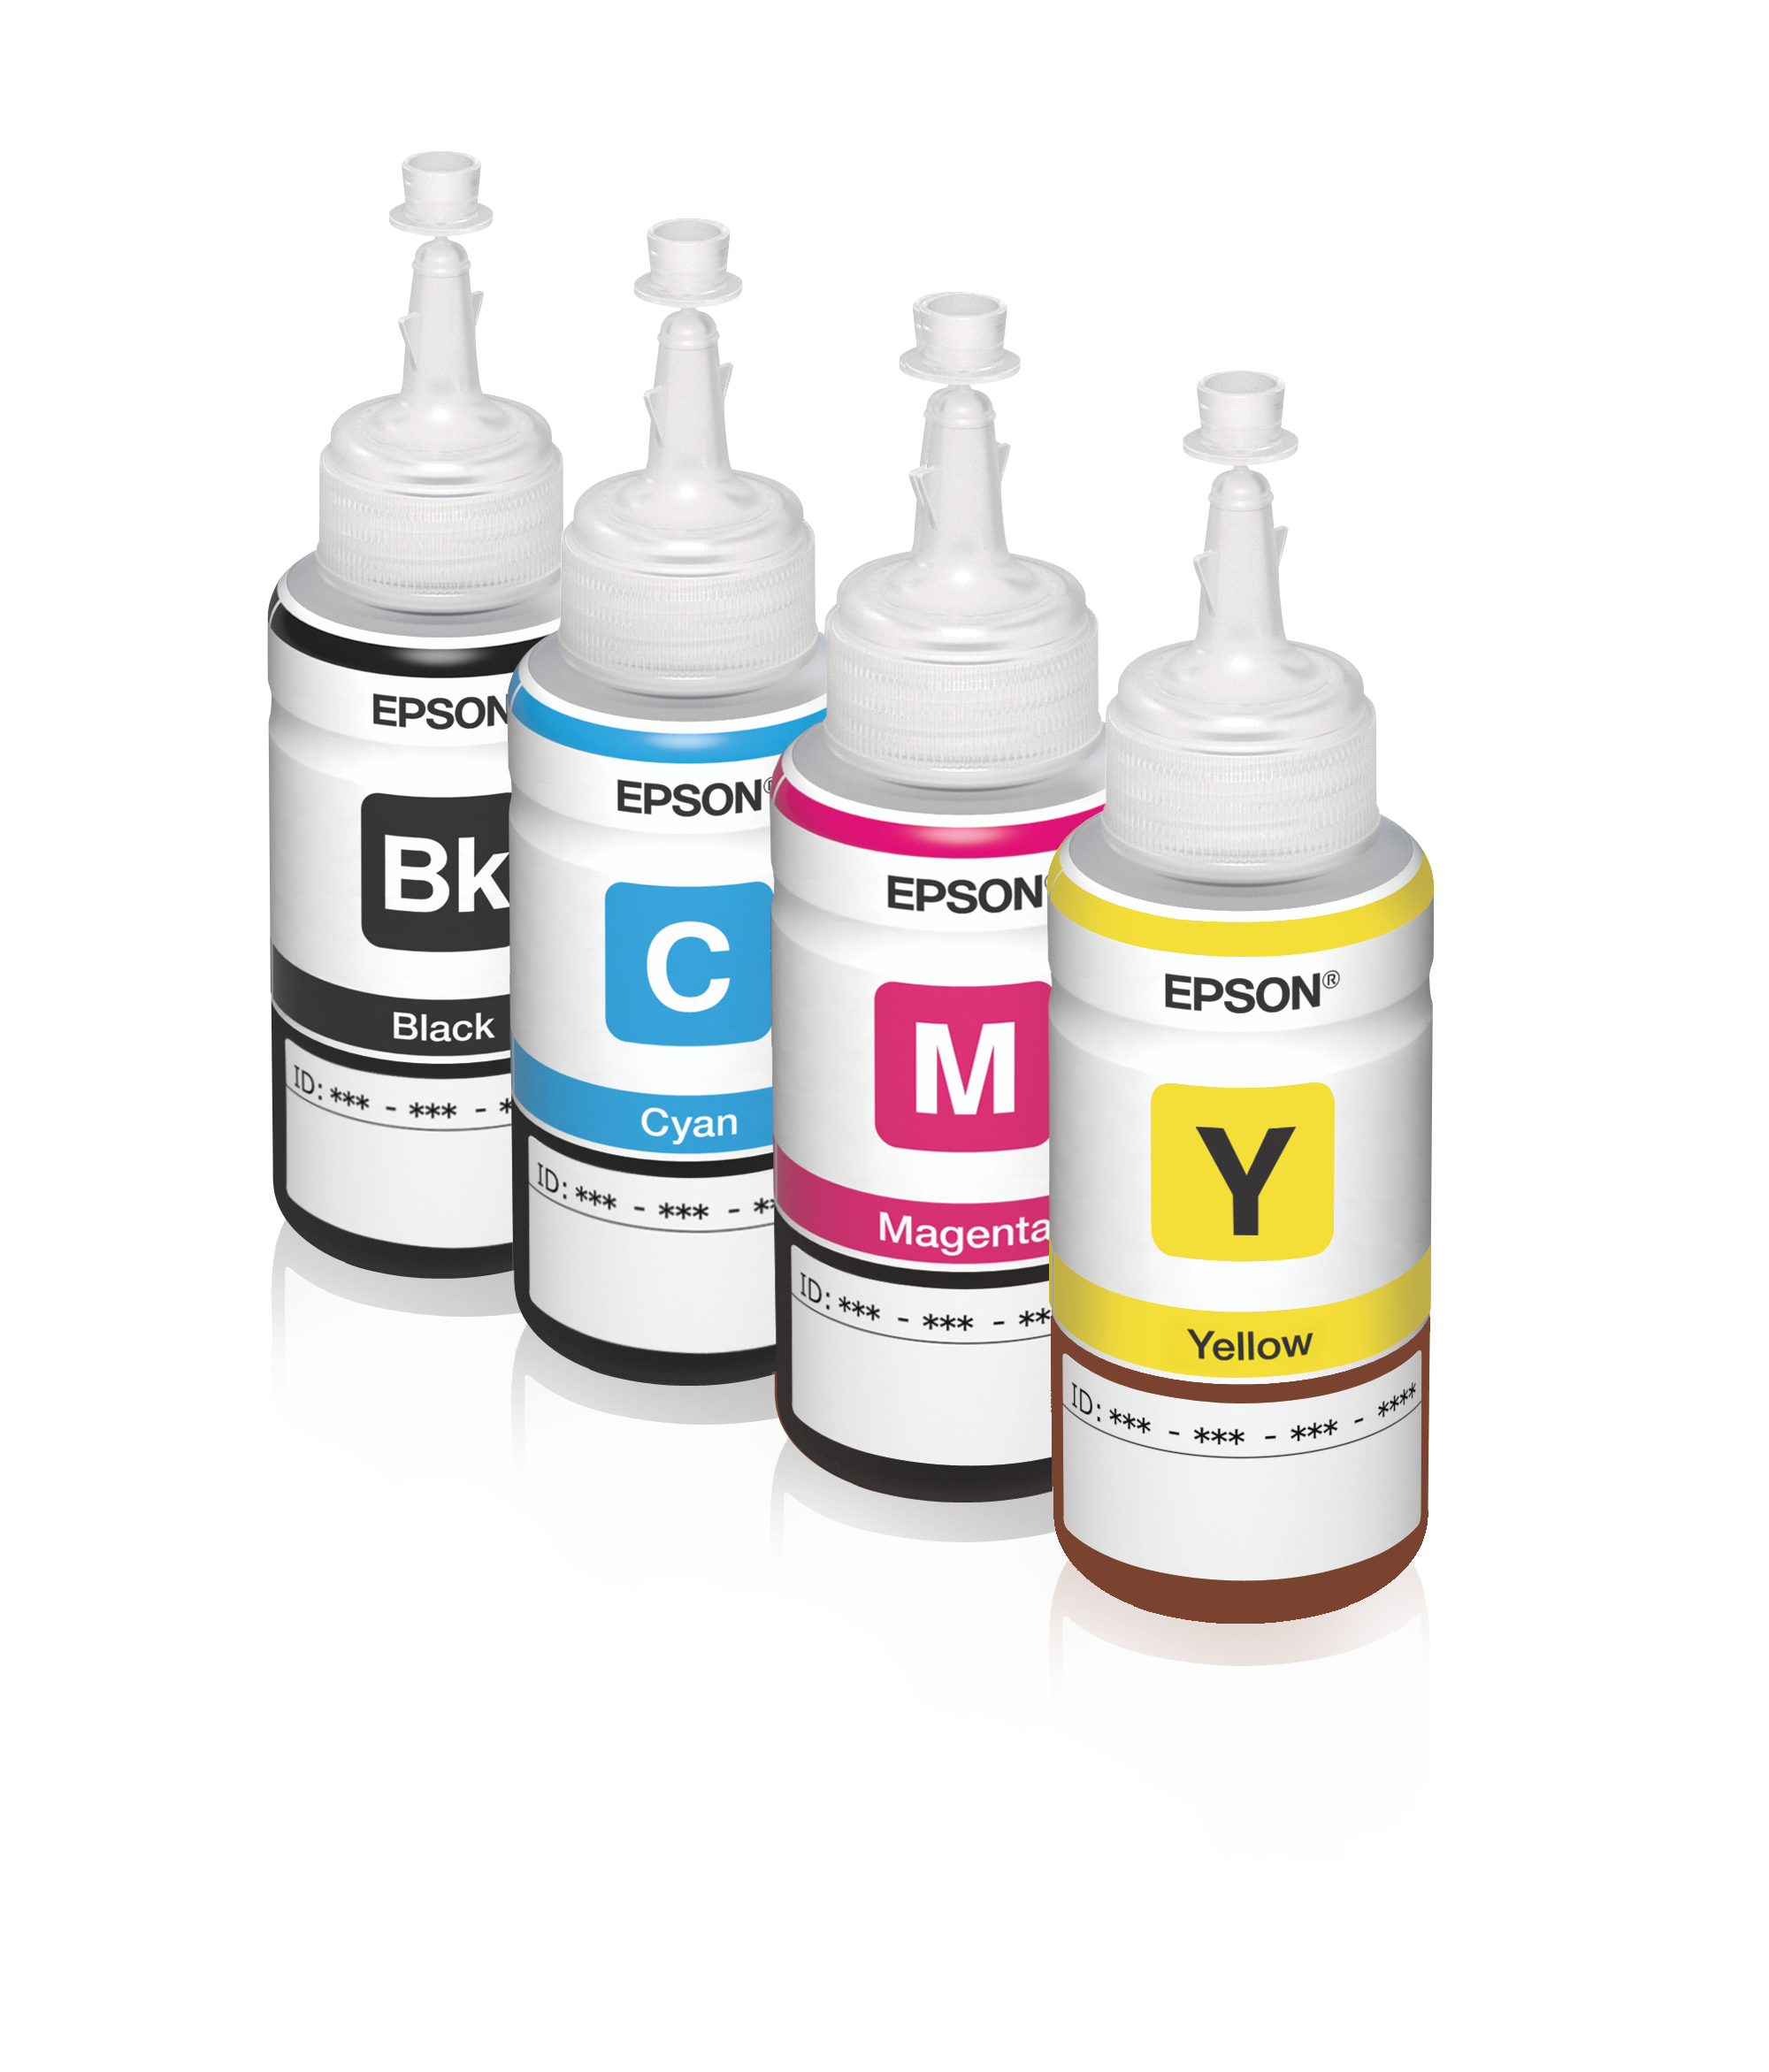 EPSON
Bk
Black
ID: *** - *** - *
EPSON®
C
Cyan
ID: *** - *** - **
EPSON®
M
Magenta
ID: *** - *** - **
EPSON®
Y
Yellow
ID: *** - *** - *** - ****